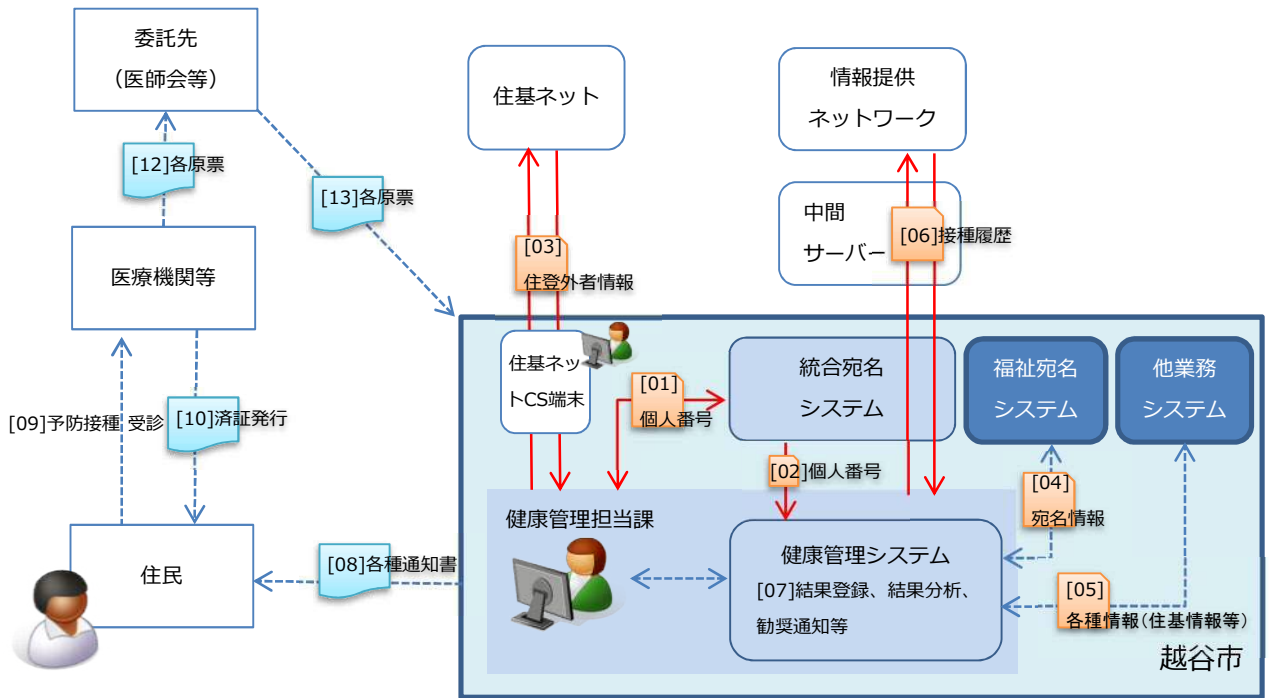 委託先
（医師会等）
住基ネット
情報提供
ネットワーク
[12]各原票
[13]各原票
中間
サーバー
[06]接種履歴
[03]
住登外者情報
医療機関等
住基ネッ
トCS端末
[01]
個人番号
統合宛名
システム
福祉宛名
システム
他業務
システム
[09]予防接種 受診
[10]済証発行
[02]個人番号
[04]
宛名情報
健康管理担当課
住民
[08]各種通知書
健康管理システム
[07]結果登録、結果分析、
勧奨通知等
[05]
各種情報（住基情報等）
越谷市